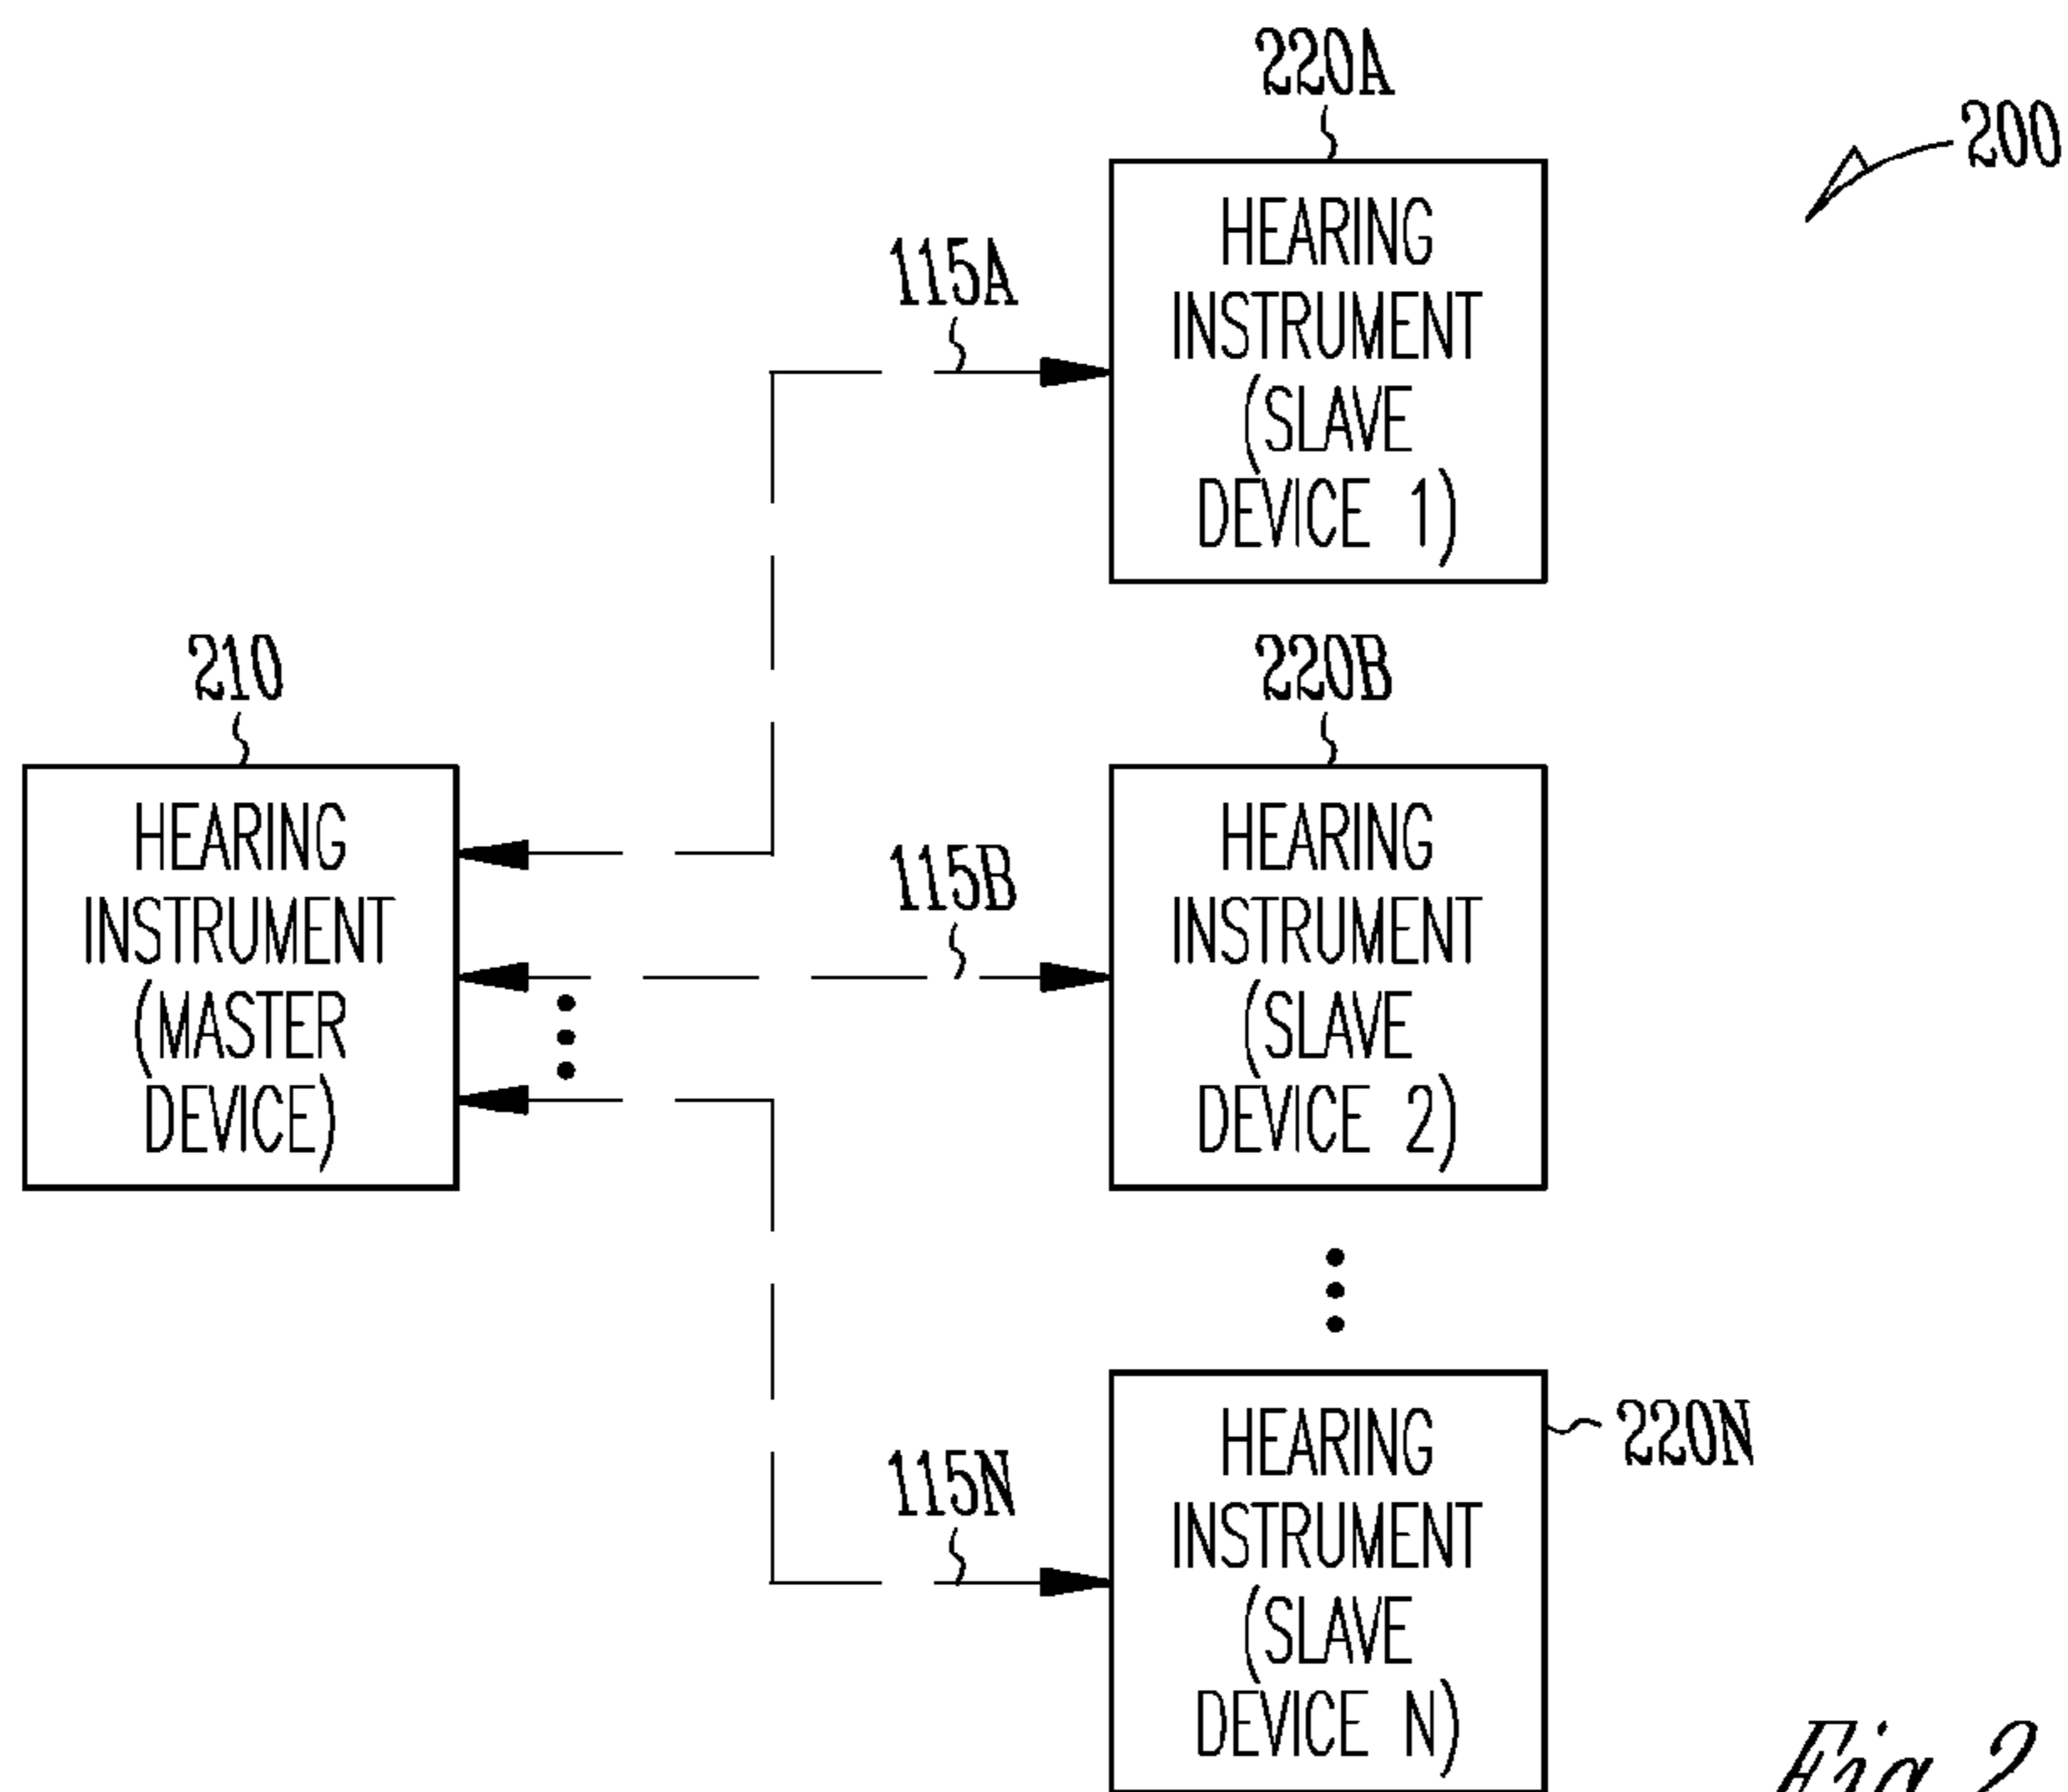 220A
200
HEARING
INSTRUMENT
(SLAVE
DEVICE 1)
115A
210
HEARING
INSTRUMENT
(MASTER
DEVICE)
220B
115B
HEARING
INSTRUMENT
(SLAVE
DEVICE 2)
115N
220N
HEARING
INSTRUMENT
(SLAVE
DEVICE N)
Fig. 2